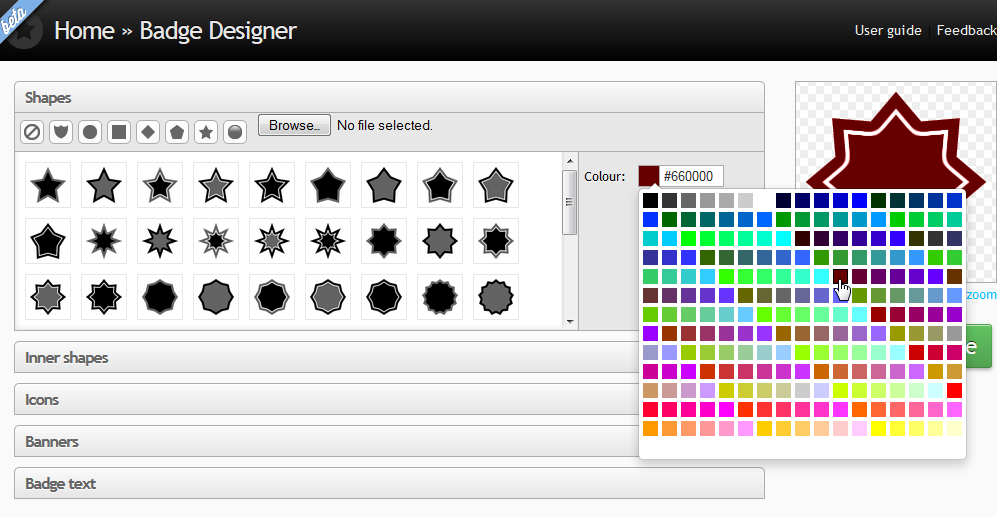 beta
Home » Badge Designer
User guide | Feedback
Shapes
Browse... No file selected.
Colour: #660000
zoom
e
Inner shapes
Icons
Banners
Badge text